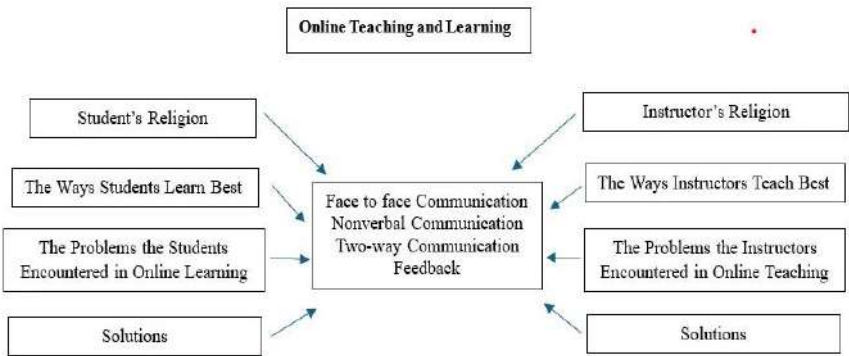 Online Teaching and Learning
Student's Religion
Instructor's Religion
The Ways Students Learn Best
The Ways Instructors Teach Best
Face to face Communication
Nonverbal Communication
Two-way Communication
Feedback
The Problems the Students
Encountered in Online Learning
The Problems the Instructors
Encountered in Online Teaching
Solutions
Solutions